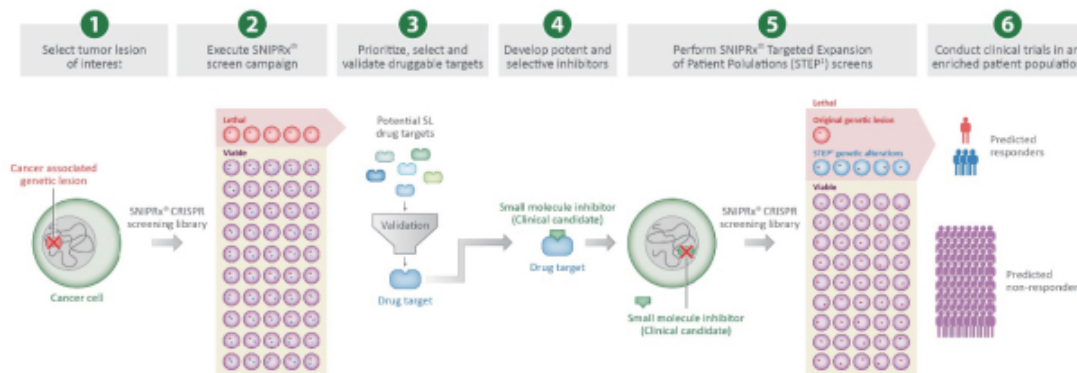 1
Select tumor lesion
of interest
2
Execute SNIPRx®
screen campaign
3
Prioritize, select and
validate druggable targets
4
Develop potent and
selective inhibitors
5
Perform SNIPRx® Targeted Expansion
of Patient Polulations (STEP²) screens
6
Conduct clinical trials in an
enriched patient population
Cancer associated
genetic lesion
Cancer cell
SNIPRx® CRISPR
screening library
Lethal
Viable
Potential SL
drug targets
Validation
Drug target
Small molecule inhibitor
(Clinical candidate)
Drug target
Small molecule inhibitor
(Clinical candidate)
SNIPRx® CRISPR
screening library
Lethal
Original genetic lesion
STEP² genetic alterations
Viable
Predicted
responders
Predicted
non-responder